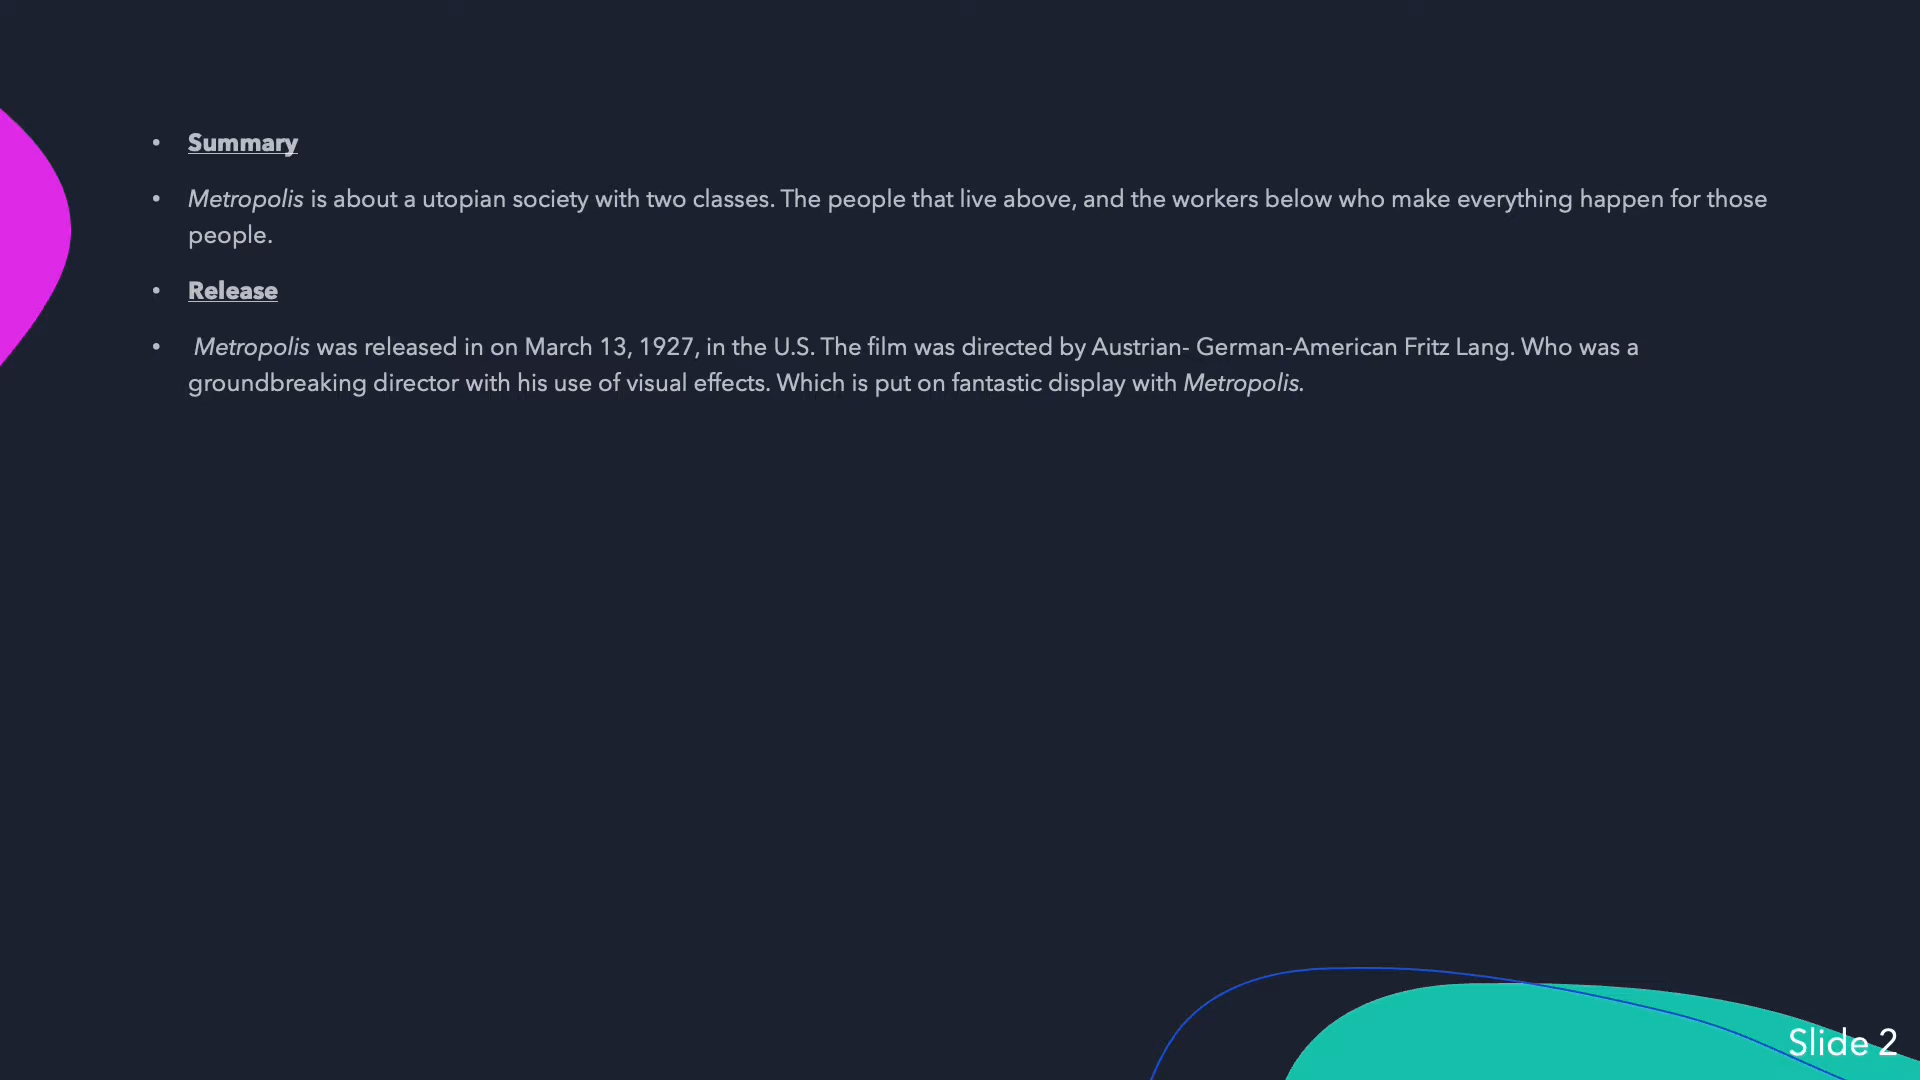 • Summary
• Metropolis is about a utopian society with two classes. The people that live above, and the workers below who make everything happen for those
people.
• Release
• Metropolis was released in on March 13, 1927, in the U.S. The film was directed by Austrian- German-American Fritz Lang. Who was a
groundbreaking director with his use of visual effects. Which is put on fantastic display with Metropolis.
Slide 2